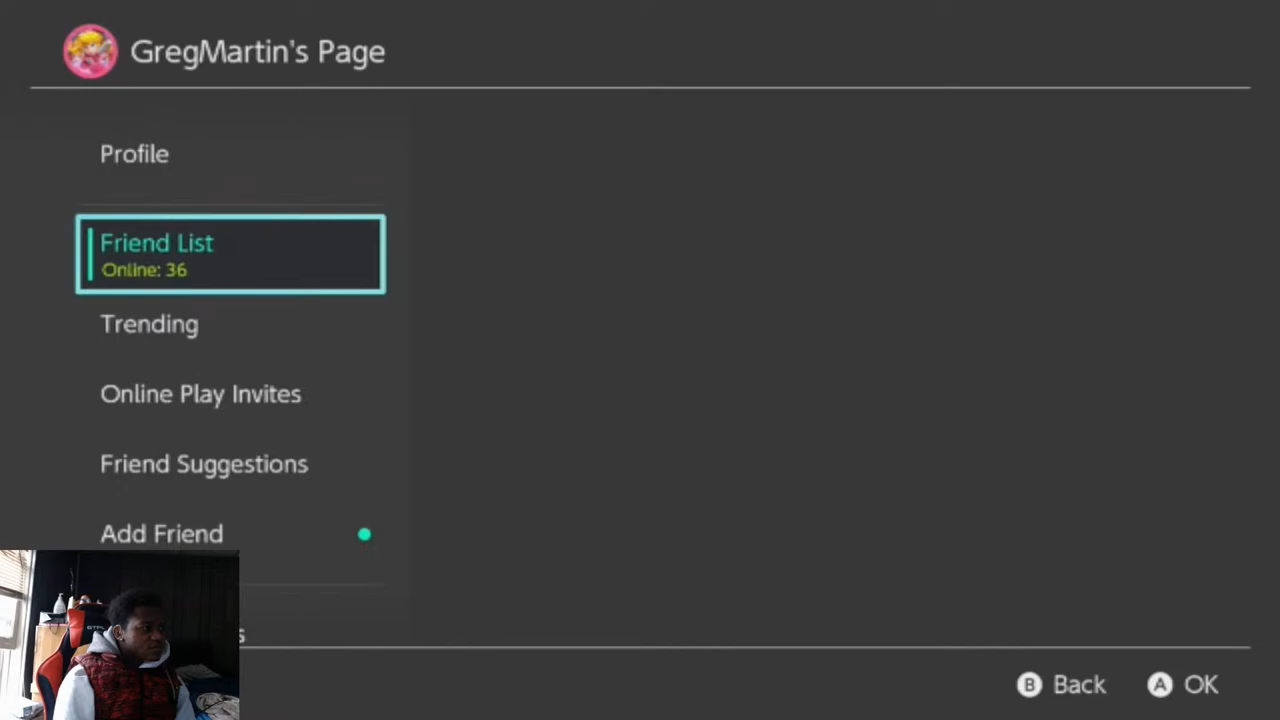 GregMartin's Page
Profile
Friend List
Online: 36
Trending
Online Play Invites
Friend Suggestions
Add Friend
B Back
A OK